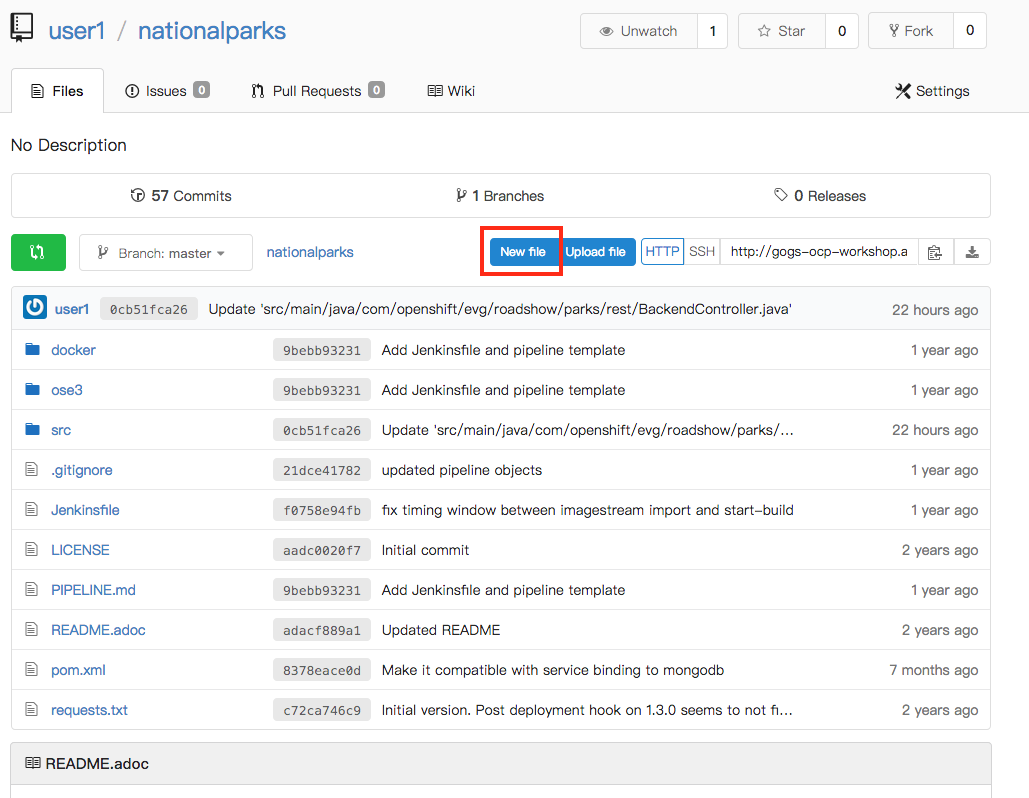 user1 / nationalparks
Unwatch 1 Star 0 Fork 0
Files Issues 0 Pull Requests 0 Wiki Settings
No Description
57 Commits 1 Branches 0 Releases
Branch: master nationalparks New file Upload file HTTP SSH http://gogs-ocp-workshop.a
user1 0cb51fca26 Update 'src/main/java/com/openshift/evg/roadshow/parks/rest/BackendController.java' 22 hours ago
docker 9bebb93231 Add Jenkinsfile and pipeline template 1 year ago
ose3 9bebb93231 Add Jenkinsfile and pipeline template 1 year ago
src 0cb51fca26 Update 'src/main/java/com/openshift/evg/roadshow/parks/... 22 hours ago
.gitignore 21dce41782 updated pipeline objects 1 year ago
Jenkinsfile f0758e94fb fix timing window between imagestream import and start-build 1 year ago
LICENSE aadc0020f7 Initial commit 2 years ago
PIPELINE.md 9bebb93231 Add Jenkinsfile and pipeline template 1 year ago
README.adoc adacf889a1 Updated README 2 years ago
pom.xml 8378eace0d Make it compatible with service binding to mongodb 7 months ago
requests.txt c72ca746c9 Initial version. Post deployment hook on 1.3.0 seems to not fi... 2 years ago
README.adoc